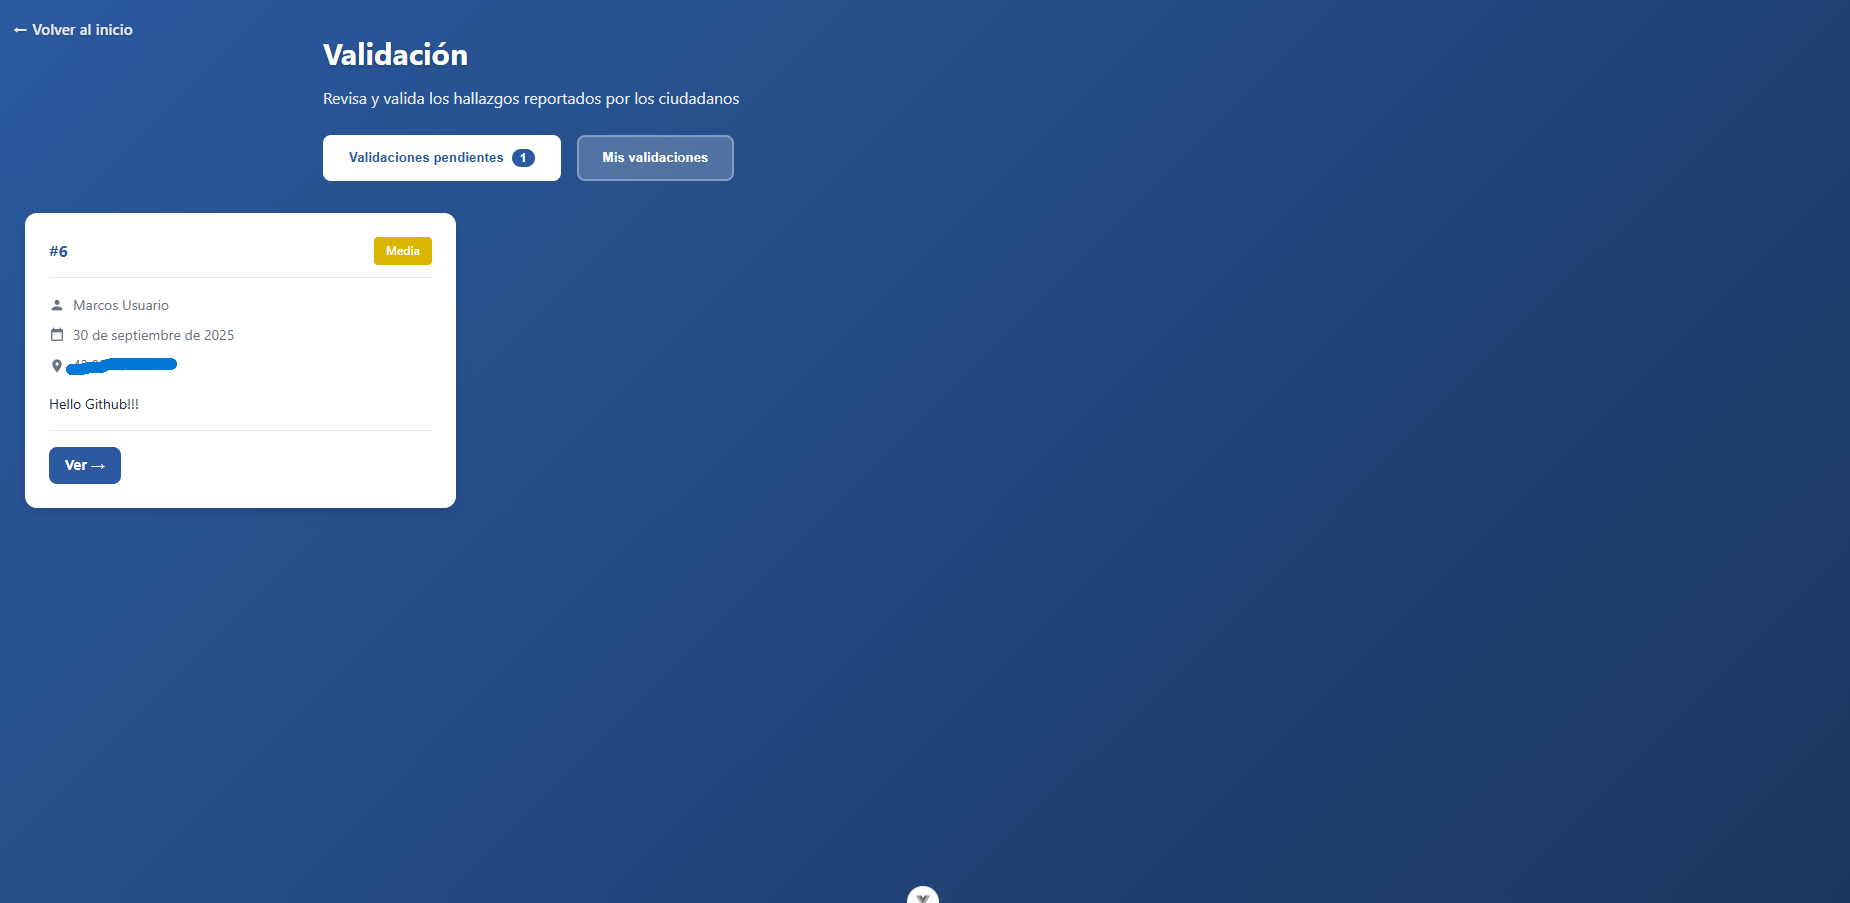 ← Volver al inicio
Validación
Revisa y valida los hallazgos reportados por los ciudadanos
Validaciones pendientes 1
Mis validaciones
#6
Media
Marcos Usuario
30 de septiembre de 2025
Hello Github!!!
Ver →